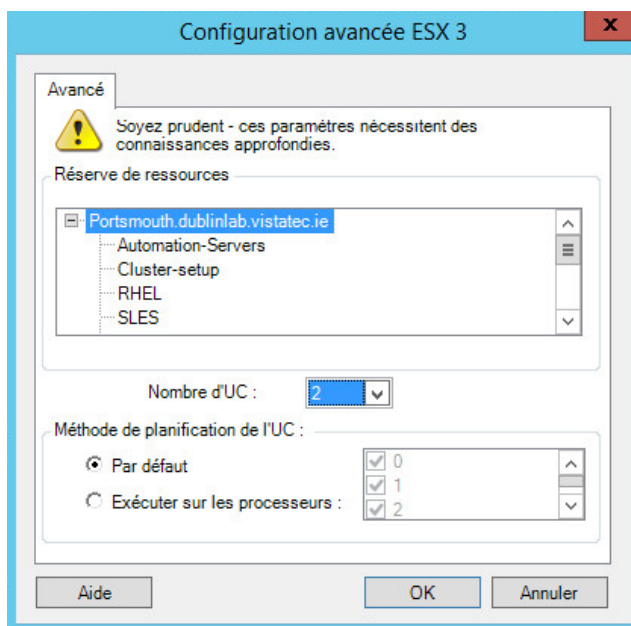 Configuration avancée ESX 3
x
Avancé
Soyez prudent - ces paramètres nécessitent des
connaissances approfondies.
Réserve de ressources
Portsmouth.dublinlab.vistatec.ie
Automation-Servers
Cluster-setup
RHEL
SLES
Nombre d'UC : 2
Méthode de planification de l'UC :
Par défaut
Exécuter sur les processeurs :
0
1
2
Aide OK Annuler